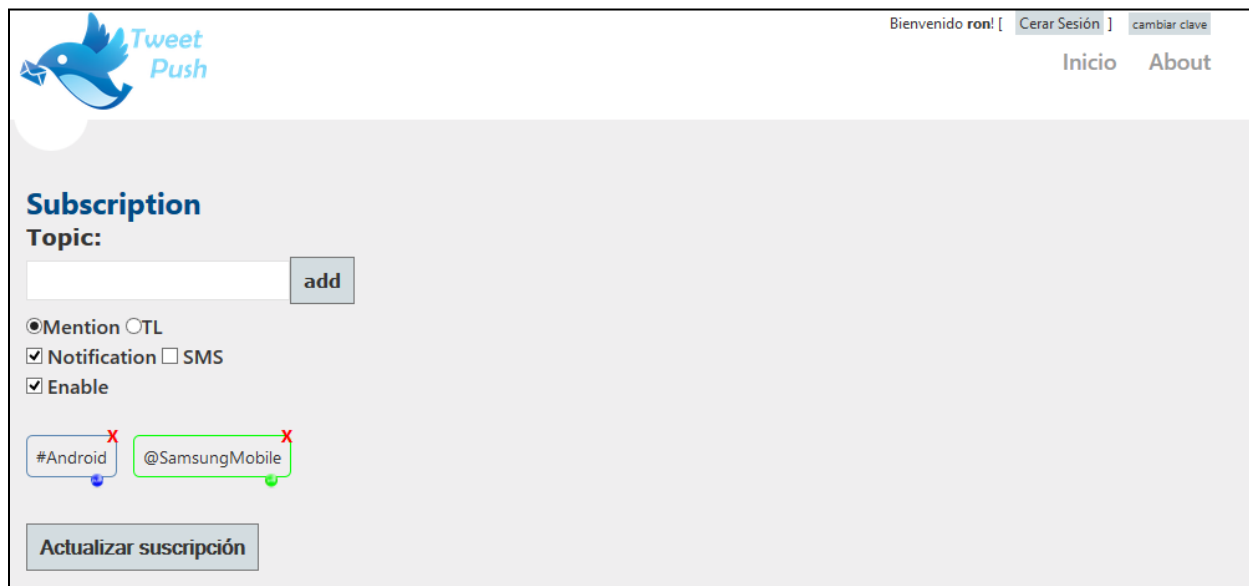 Tweet
Push
Bienvenido ron! [ Cerar Sesión ] cambiar clave
Inicio About
Subscription
Topic:
add
Mention TL
Notification SMS
Enable
X X
#Android @SamsungMobile
Actualizar suscripción